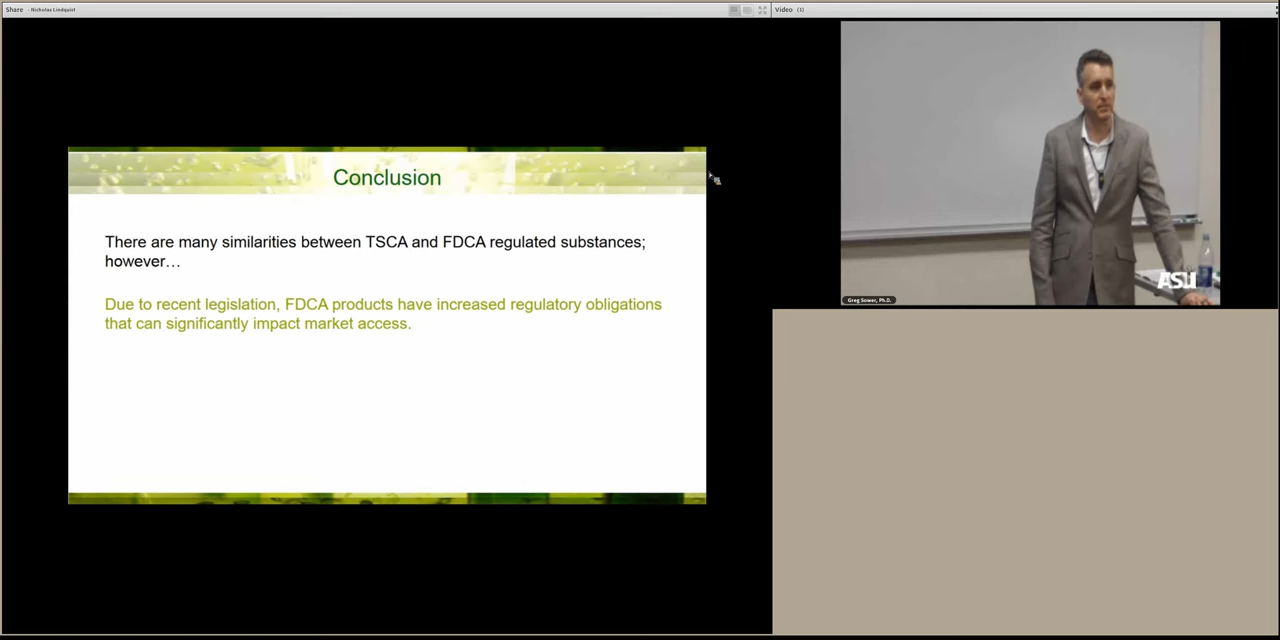 Share - Nicholas Lindquist
Video (1)
Conclusion
There are many similarities between TSCA and FDCA regulated substances;
however…
Due to recent legislation, FDCA products have increased regulatory obligations
that can significantly impact market access.
Greg Sower, Ph.D.
ASU